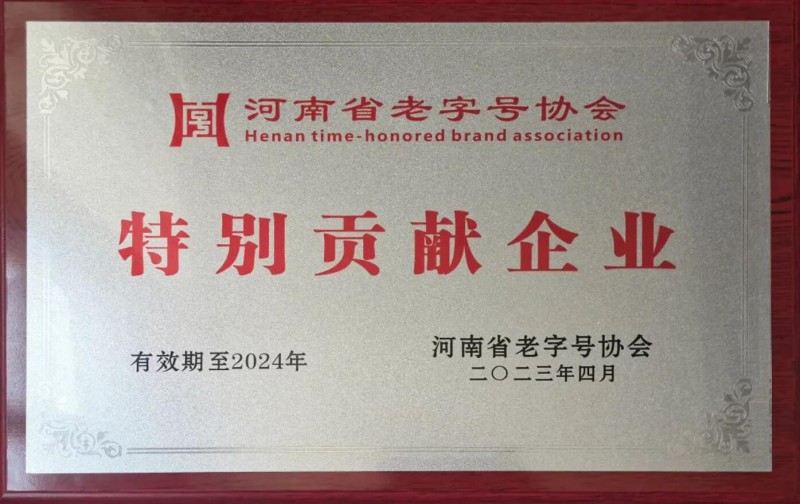 河南省老字号协会
Henan time-honored brand association
特别贡献企业
有效期至2024年
河南省老字号协会
二〇二三年四月